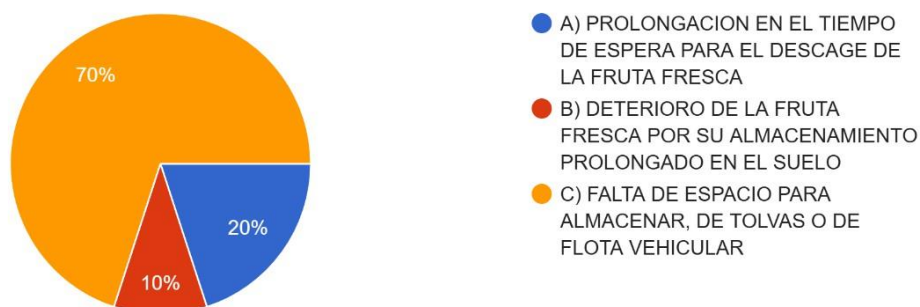 70%
20%
10%
A) PROLONGACION EN EL TIEMPO
DE ESPERA PARA EL DESCAGE DE
LA FRUTA FRESCA
B) DETERIORO DE LA FRUTA
FRESCA POR SU ALMACENAMIENTO
PROLONGADO EN EL SUELO
C) FALTA DE ESPACIO PARA
ALMACENAR, DE TOLVAS O DE
FLOTA VEHICULAR